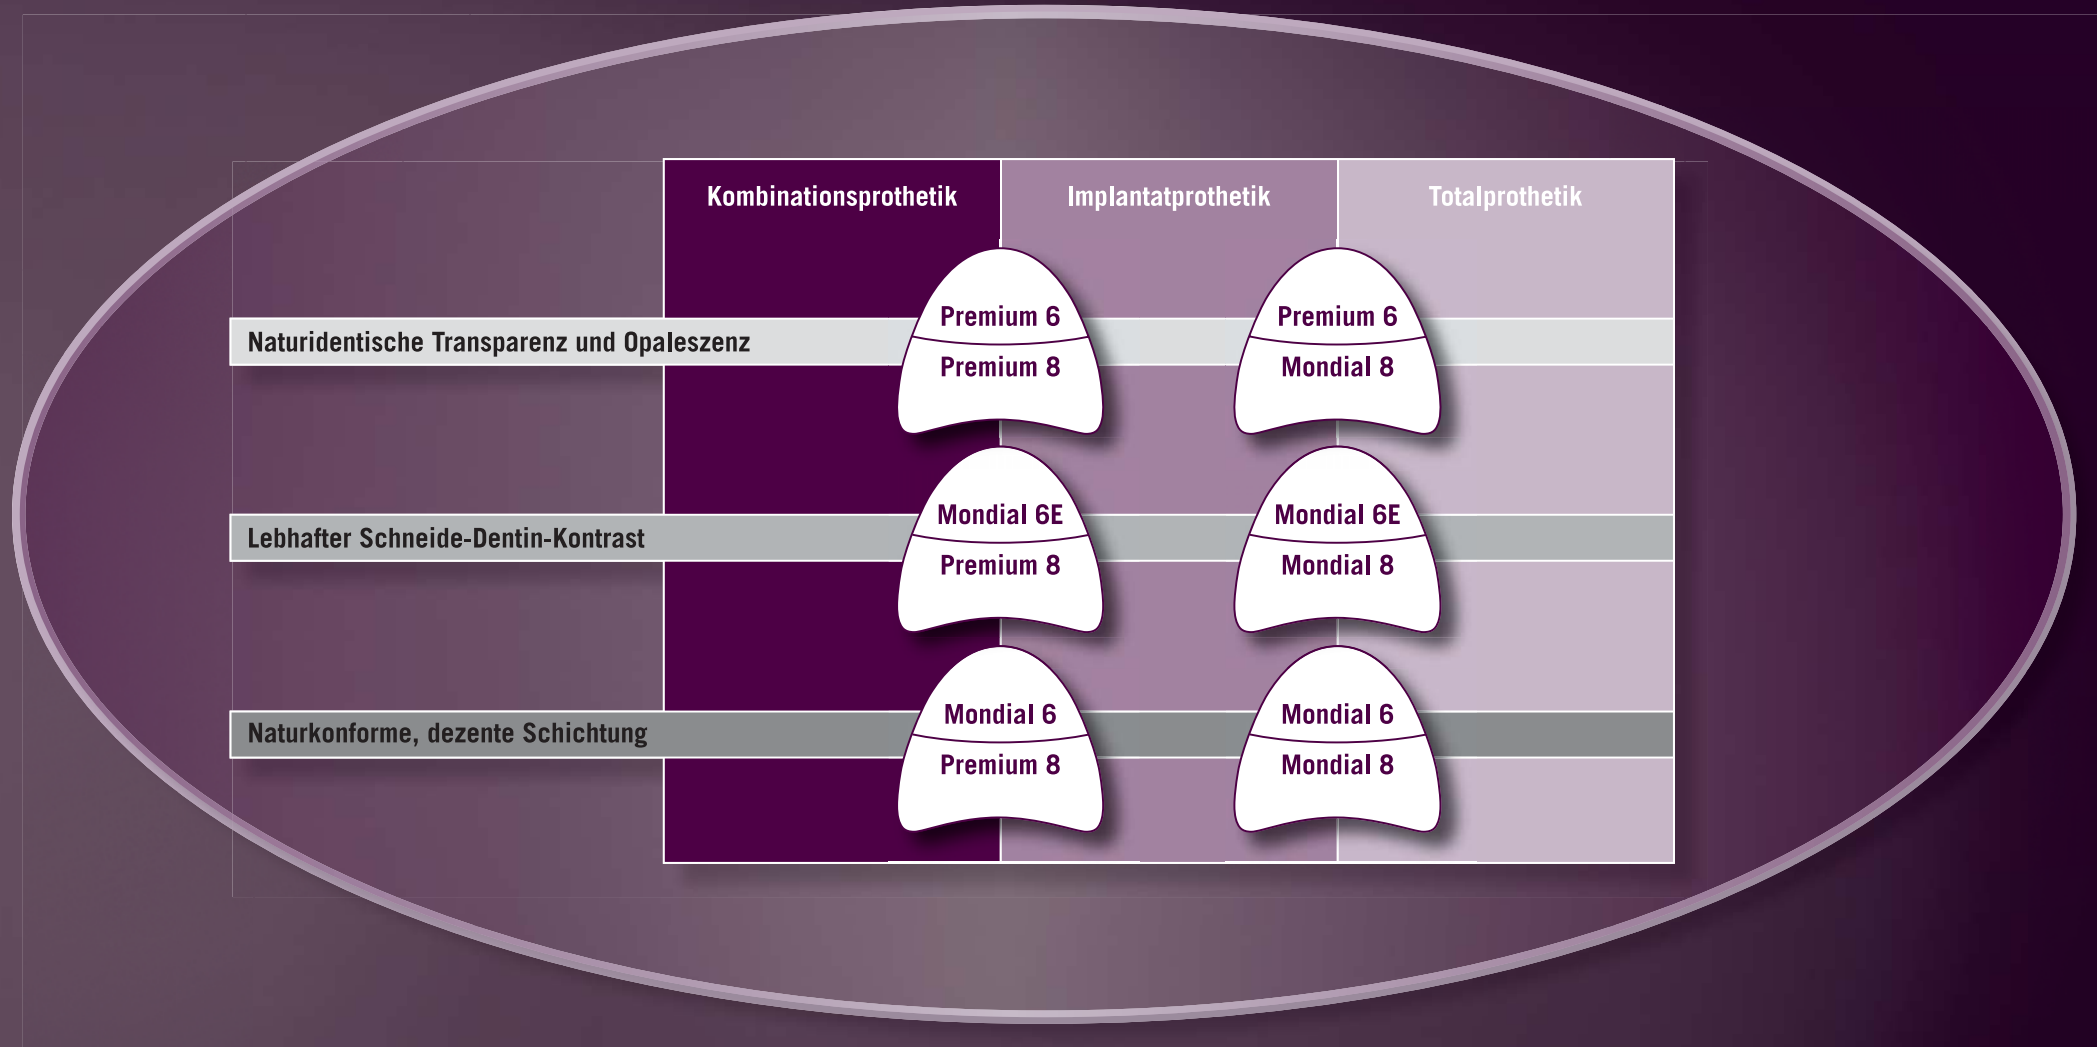 Kombinationsprothetik
Implantatprothetik
Totalprothetik
Naturidentische Transparenz und Opaleszenz
Premium 6
Premium 8
Premium 6
Mondial 8
Lebhafter Schneide-Dentin-Kontrast
Mondial 6E
Premium 8
Mondial 6E
Mondial 8
Naturkonforme, dezente Schichtung
Mondial 6
Premium 8
Mondial 6
Mondial 8